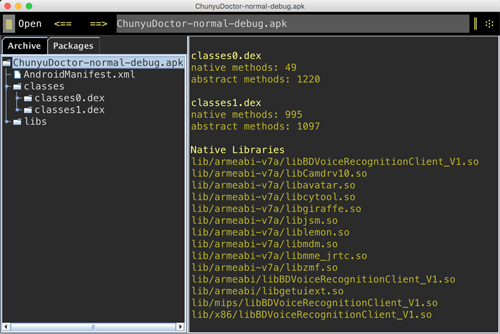 ChunyuDoctor-normal-debug.apk
Open <== ==> ChunyuDoctor-normal-debug.apk
Archive Packages
ChunyuDoctor-normal-debug.apk
AndroidManifest.xml
classes
classes0.dex
classes1.dex
libs
classes0.dex
native methods: 49
abstract methods: 1220
classes1.dex
native methods: 995
abstract methods: 1097
Native Libraries
lib/armeabi-v7a/libBDVoiceRecognitionClient_V1.so
lib/armeabi-v7a/libCamdrv10.so
lib/armeabi-v7a/libavatar.so
lib/armeabi-v7a/libcytool.so
lib/armeabi-v7a/libgiraffe.so
lib/armeabi-v7a/libjsm.so
lib/armeabi-v7a/liblemon.so
lib/armeabi-v7a/libmdm.so
lib/armeabi-v7a/libmme_jrtc.so
lib/armeabi-v7a/libzmf.so
lib/armeabi/libBDVoiceRecognitionClient_V1.so
lib/armeabi/libgetuiext.so
lib/mips/libBDVoiceRecognitionClient_V1.so
lib/x86/libBDVoiceRecognitionClient_V1.so